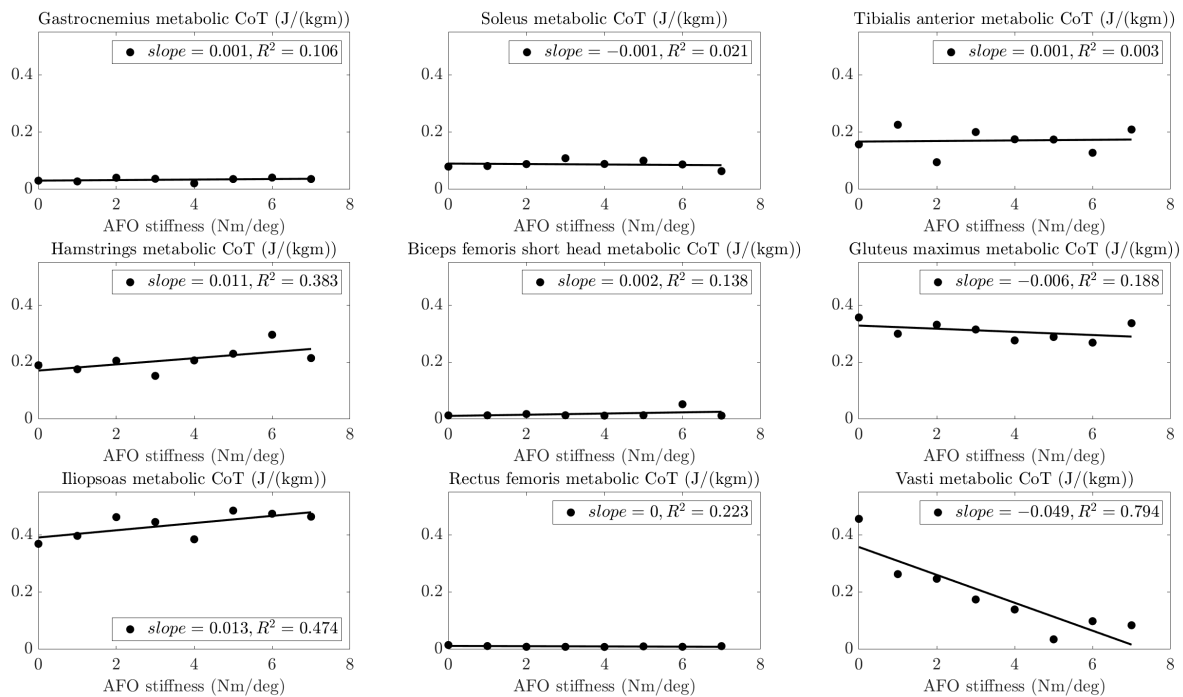 Gastrocnemius metabolic CoT (J/(kgm))
slope = 0.001, R² = 0.106
0.4
0.2
0
0 2 4 6 8
AFO stiffness (Nm/deg)
Soleus metabolic CoT (J/(kgm))
slope = −0.001, R² = 0.021
0.4
0.2
0
0 2 4 6 8
AFO stiffness (Nm/deg)
Tibialis anterior metabolic CoT (J/(kgm))
slope = 0.001, R² = 0.003
0.4
0.2
0
0 2 4 6 8
AFO stiffness (Nm/deg)
Hamstrings metabolic CoT (J/(kgm))
slope = 0.011, R² = 0.383
0.4
0.2
0
0 2 4 6 8
AFO stiffness (Nm/deg)
Biceps femoris short head metabolic CoT (J/(kgm))
slope = 0.002, R² = 0.138
0.4
0.2
0
0 2 4 6 8
AFO stiffness (Nm/deg)
Gluteus maximus metabolic CoT (J/(kgm))
slope = −0.006, R² = 0.188
0.4
0.2
0
0 2 4 6 8
AFO stiffness (Nm/deg)
Iliopsoas metabolic CoT (J/(kgm))
0.4
0.2
slope = 0.013, R² = 0.474
0
0 2 4 6 8
AFO stiffness (Nm/deg)
Rectus femoris metabolic CoT (J/(kgm))
slope = 0, R² = 0.223
0.4
0.2
0
0 2 4 6 8
AFO stiffness (Nm/deg)
Vasti metabolic CoT (J/(kgm))
slope = −0.049, R² = 0.794
0.4
0.2
0
0 2 4 6 8
AFO stiffness (Nm/deg)